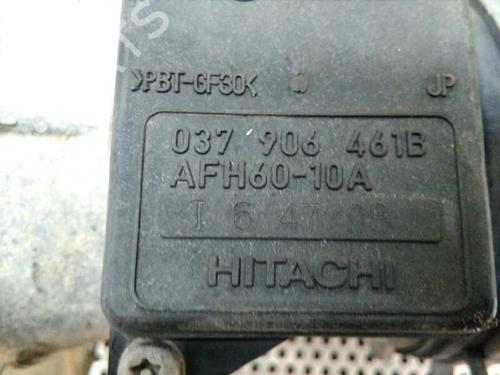 >PBT-GF30< JP
037 906 461B
AFH60-10A
HITACHI